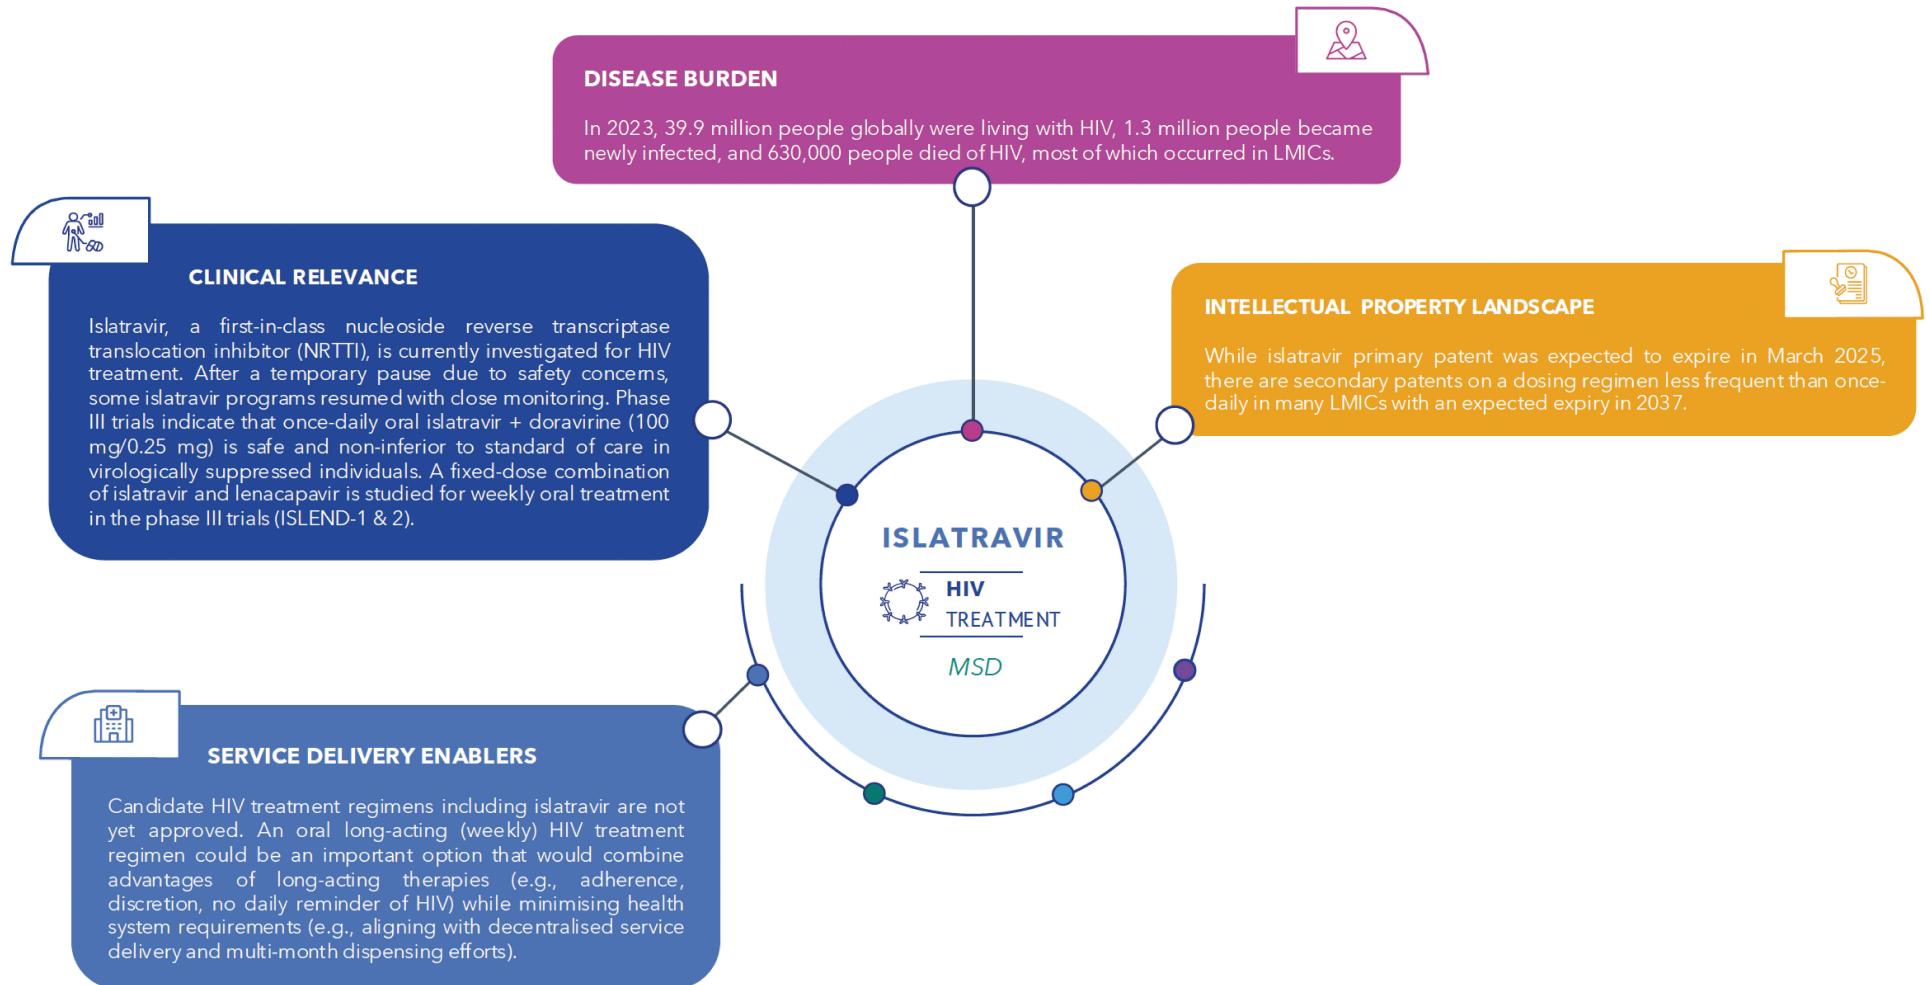 DISEASE BURDEN
In 2023, 39.9 million people globally were living with HIV, 1.3 million people became
newly infected, and 630,000 people died of HIV, most of which occurred in LMICs.
CLINICAL RELEVANCE
Islatravir, a first-in-class nucleoside reverse transcriptase
translocation inhibitor (NRTTI), is currently investigated for HIV
treatment. After a temporary pause due to safety concerns,
some islatravir programs resumed with close monitoring. Phase
III trials indicate that once-daily oral islatravir + doravirine (100
mg/0.25 mg) is safe and non-inferior to standard of care in
virologically suppressed individuals. A fixed-dose combination
of islatravir and lenacapavir is studied for weekly oral treatment
in the phase III trials (ISLEND-1 & 2).
INTELLECTUAL PROPERTY LANDSCAPE
While islatravir primary patent was expected to expire in March 2025,
there are secondary patents on a dosing regimen less frequent than once-
daily in many LMICs with an expected expiry in 2037.
ISLATRAVIR
HIV
TREATMENT
MSD
SERVICE DELIVERY ENABLERS
Candidate HIV treatment regimens including islatravir are not
yet approved. An oral long-acting (weekly) HIV treatment
regimen could be an important option that would combine
advantages of long-acting therapies (e.g., adherence,
discretion, no daily reminder of HIV) while minimising health
system requirements (e.g., aligning with decentralised service
delivery and multi-month dispensing efforts).